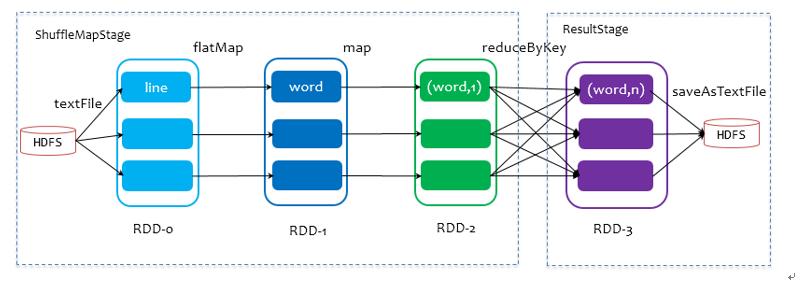 ShuffleMapStage
ResultStage
flatMap
map
reduceByKey
textFile
line
word
(word,1)
(word,n)
saveAsTextFile
HDFS
HDFS
RDD-0
RDD-1
RDD-2
RDD-3